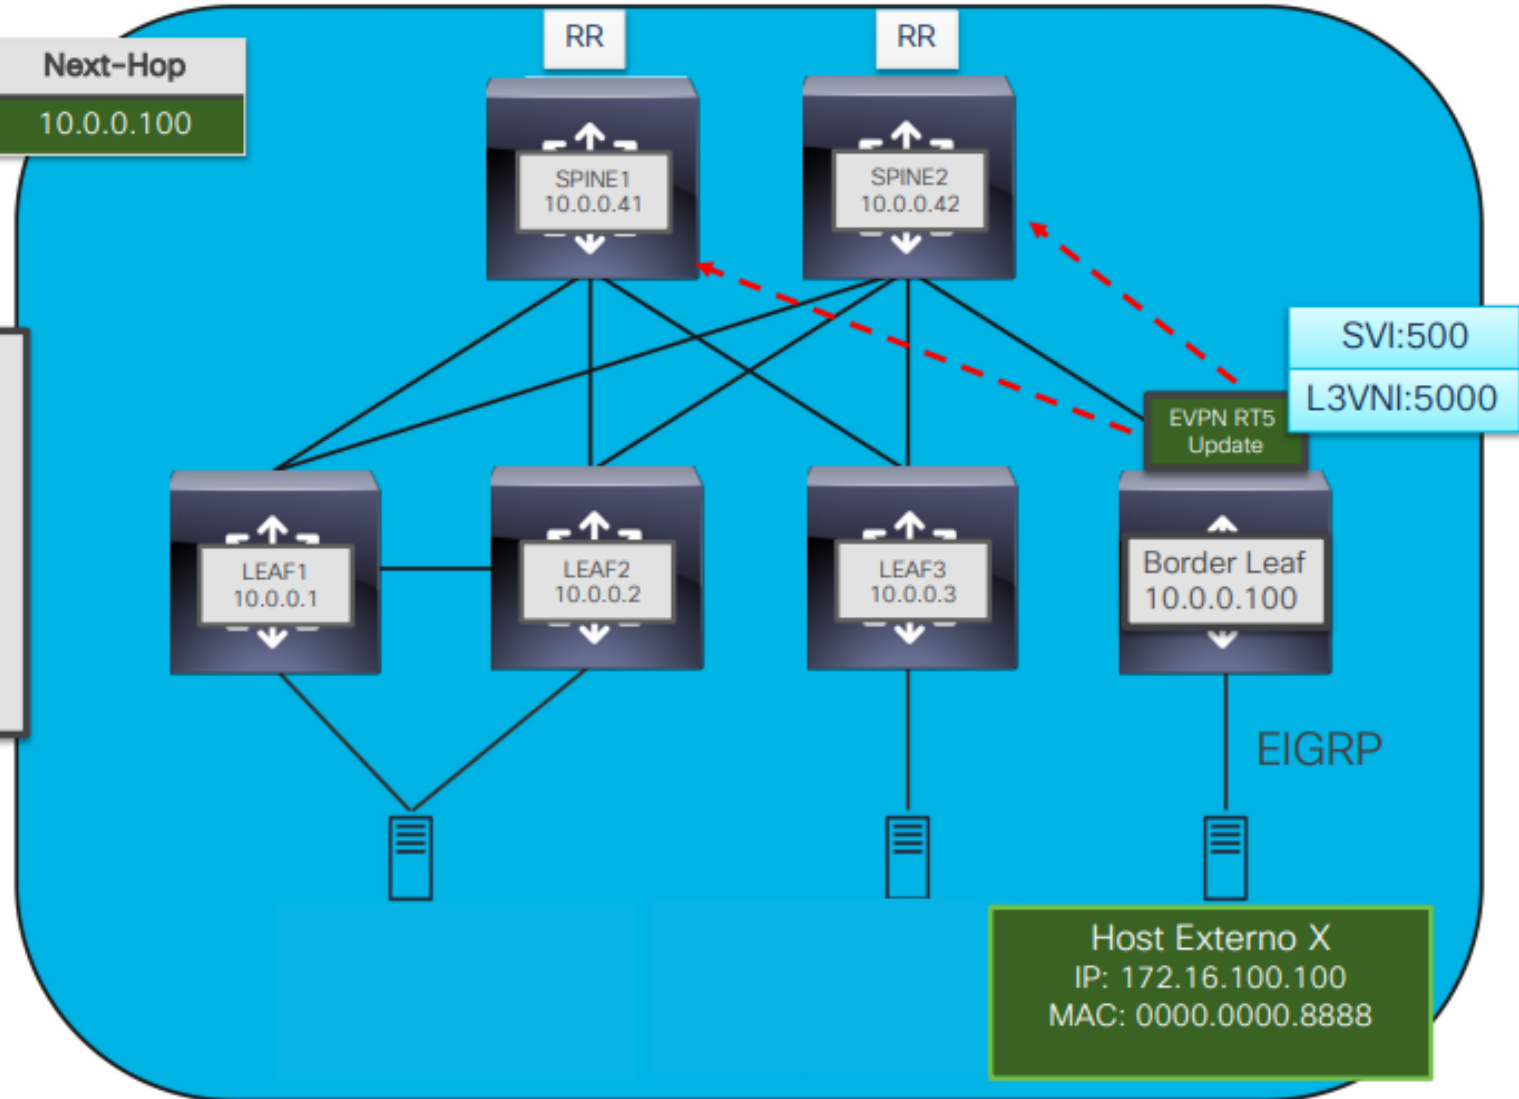 RR
RR
Next-Hop
10.0.0.100
SPINE1
10.0.0.41
SPINE2
10.0.0.42
SVI:500
L3VNI:5000
EVPN RT5
Update
LEAF1
10.0.0.1
LEAF2
10.0.0.2
LEAF3
10.0.0.3
Border Leaf
10.0.0.100
EIGRP
Host Externo X
IP: 172.16.100.100
MAC: 0000.0000.8888